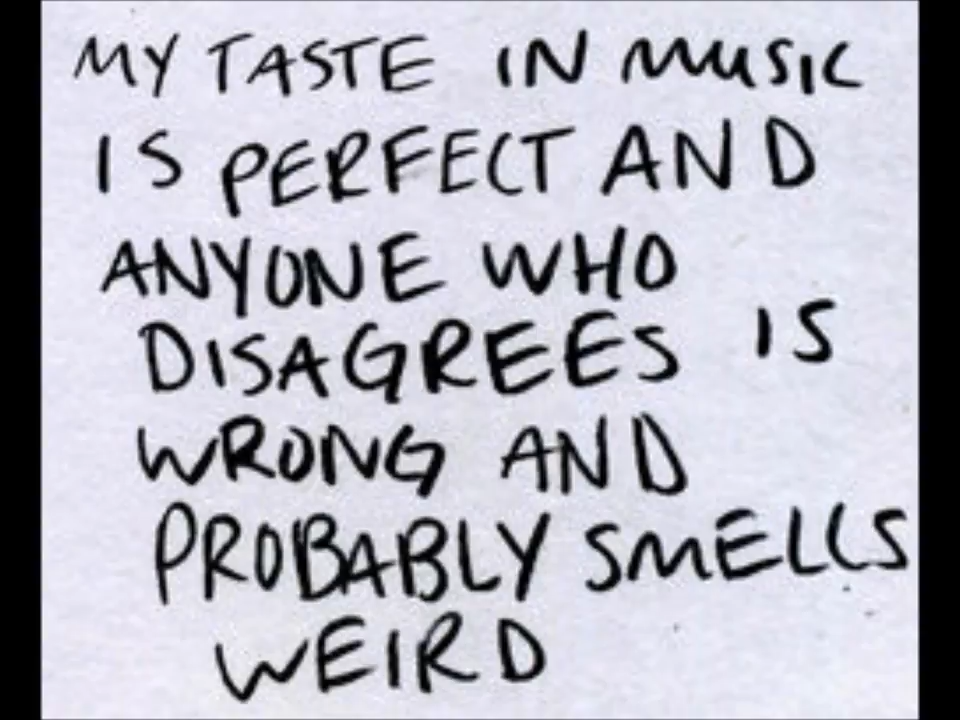 MY TASTE IN MUSIC
IS PERFECT AND
ANYONE WHO
DISAGREES IS
WRONG AND
PROBABLY SMELLS
WEIRD